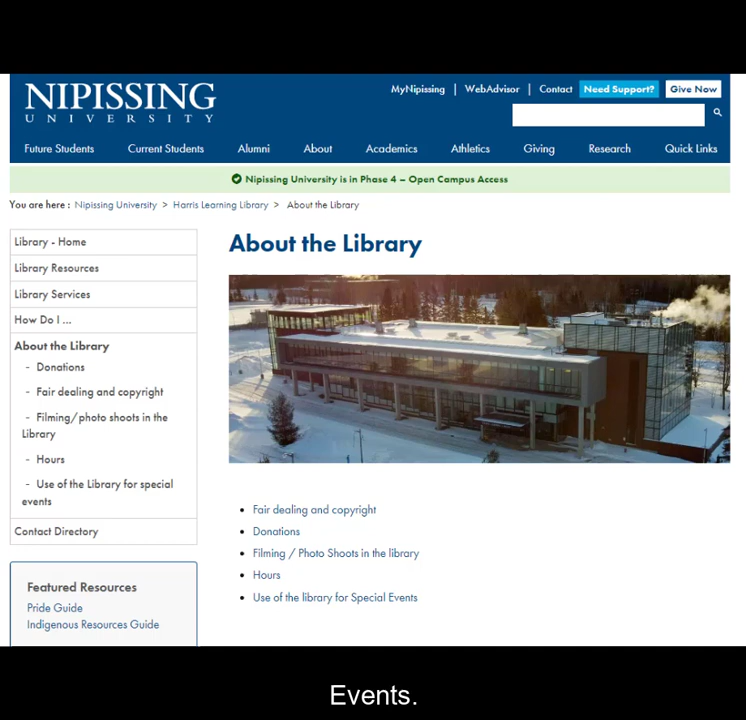 NIPISSING
UNIVERSITY
MyNipissing | WebAdvisor | Contact Need Support? Give Now
Future Students Current Students Alumni About Academics Athletics Giving Research Quick Links
Nipissing University is in Phase 4 – Open Campus Access
You are here : Nipissing University > Harris Learning Library > About the Library
Library - Home
Library Resources
Library Services
How Do I ...
About the Library
- Donations
- Fair dealing and copyright
- Filming/photo shoots in the
Library
- Hours
- Use of the Library for special
events
Contact Directory
Featured Resources
Pride Guide
Indigenous Resources Guide
About the Library
• Fair dealing and copyright
• Donations
• Filming / Photo Shoots in the library
• Hours
• Use of the library for Special Events
Events.